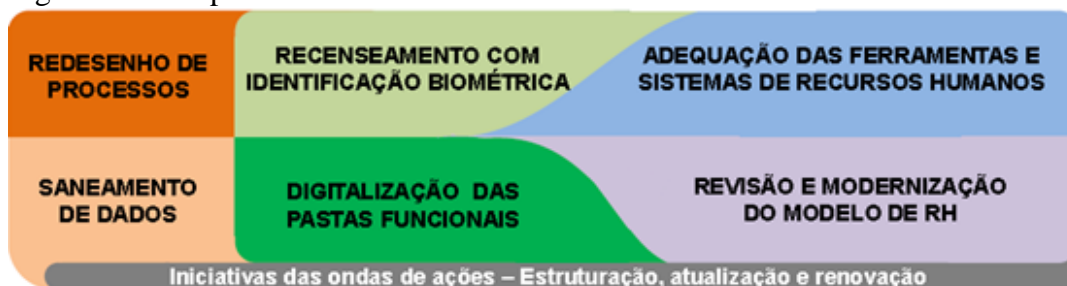 REDESENHO DE
PROCESSOS
RECENSEAMENTO COM
IDENTIFICAÇÃO BIOMÉTRICA
ADEQUAÇÃO DAS FERRAMENTAS E
SISTEMAS DE RECURSOS HUMANOS
SANEAMENTO
DE DADOS
DIGITALIZAÇÃO DAS
PASTAS FUNCIONAIS
REVISÃO E MODERNIZAÇÃO
DO MODELO DE RH
Iniciativas das ondas de ações – Estruturação, atualização e renovação